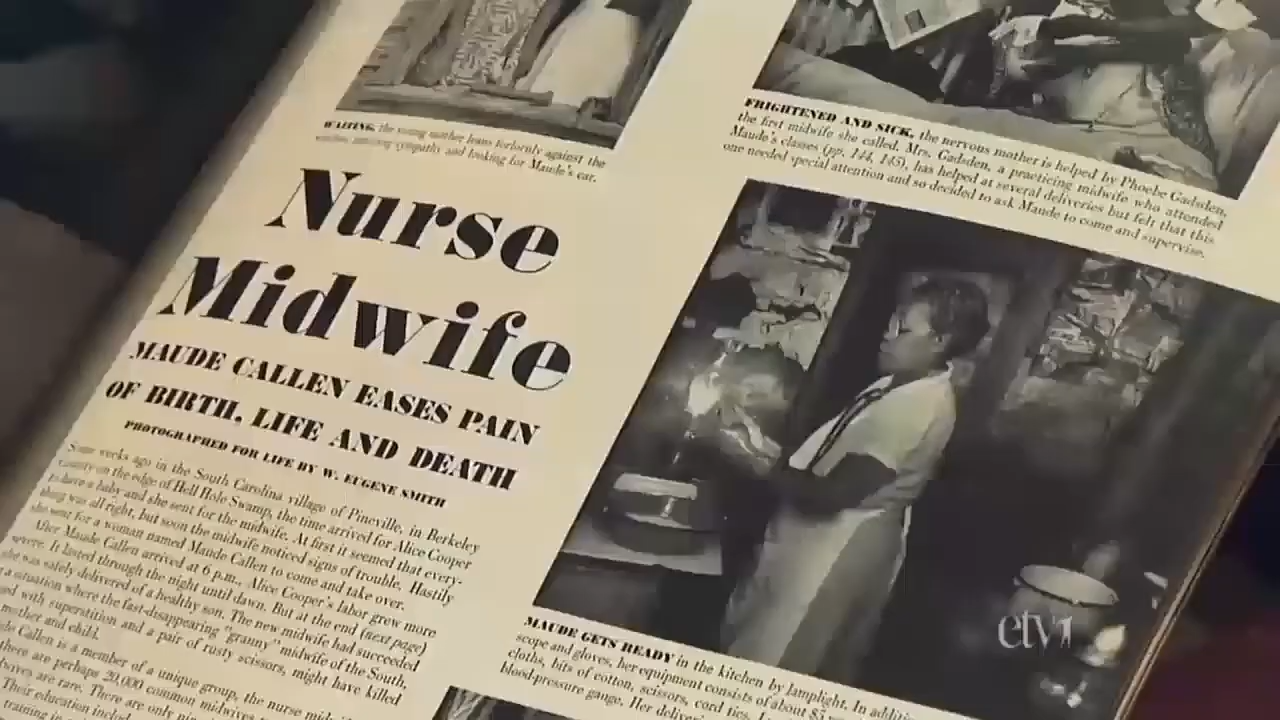 WAITING, the young mother leans forlornly against the
window, seeking sympathy and looking for Maude's car.
Nurse
Midwife
MAUDE CALLEN EASES PAIN
OF BIRTH, LIFE AND DEATH
PHOTOGRAPHED FOR LIFE BY W. EUGENE SMITH
Some weeks ago in the South Carolina village of Pineville, in Berkeley
County on the edge of Hell Hole Swamp, the time arrived for Alice Cooper
to have a baby and she sent for the midwife. At first it seemed that every-
thing was all right, but soon the midwife noticed signs of trouble. Hastily
she sent for a woman named Maude Callen to come and take over.
After Maude Callen arrived at 6 p.m., Alice Cooper's labor grew more
severe. It lasted through the night until dawn. But at the end (next page)
she was safely delivered of a healthy son. The new midwife had succeeded
a situation where the fast-disappearing "granny" midwife of the South,
with superstition and a pair of rusty scissors, might have killed
mother and child.
Callen is a member of a unique group, the nurse
there are perhaps 20,000 common midwives
are rare. There are only
Their education
training in
FRIGHTENED AND SICK, the nervous mother is helped by Phoebe Gadsden,
the first midwife she called. Mrs. Gadsden, a practicing midwife who attended
Maude's classes (pp. 144, 145), has helped at several deliveries but felt that this
one needed special attention and so decided to ask Maude to come and supervise.
MAUDE GETS READY in the kitchen by lamplight. In
scope and gloves, her equipment consists of about $5
cloths, bits of cotton, scissors, cord ties,
blood-pressure gauge. Her
etv